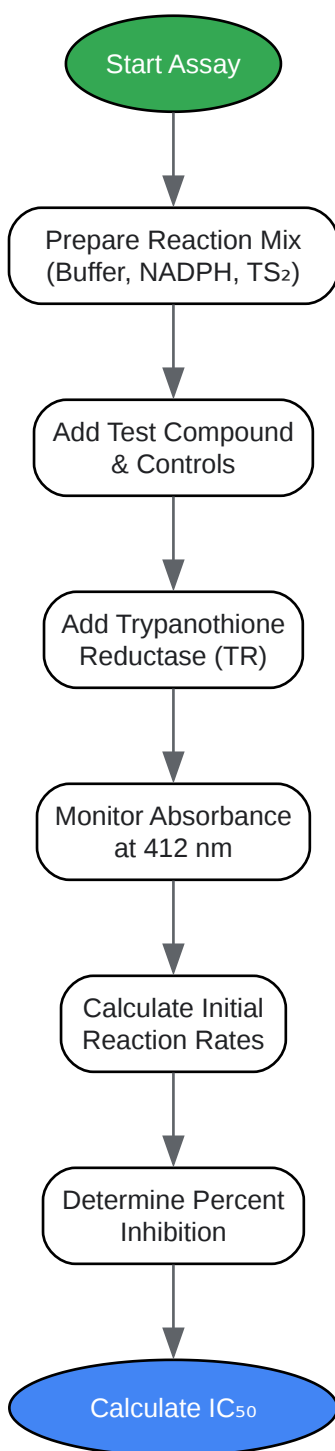 Start Assay
Prepare Reaction Mix
(Buffer, NADPH, TS₂)
Add Test Compound
& Controls
Add Trypanothione
Reductase (TR)
Monitor Absorbance
at 412 nm
Calculate Initial
Reaction Rates
Determine Percent
Inhibition
Calculate IC₅₀